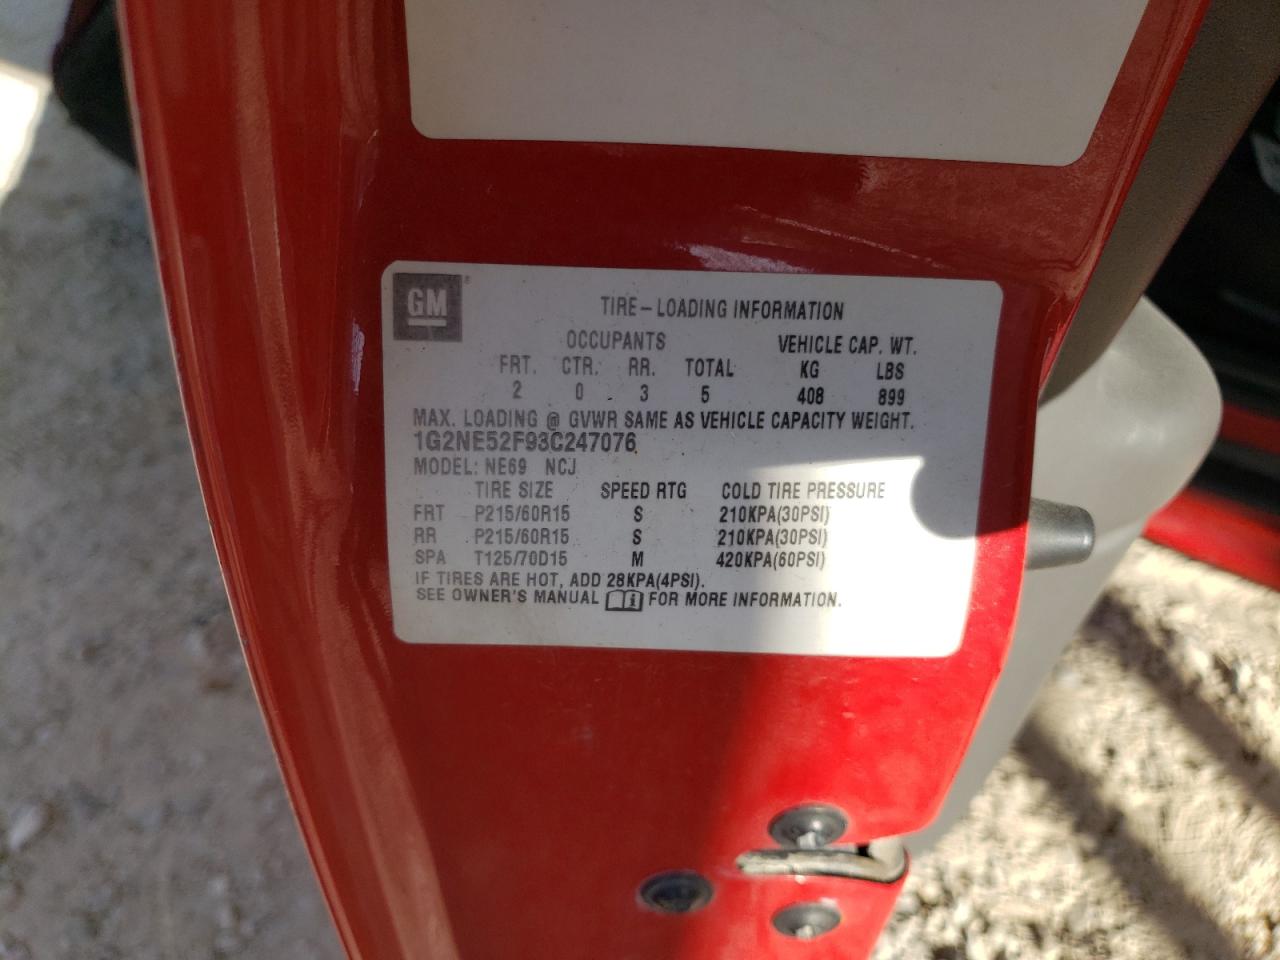 GM ® TIRE-LOADING INFORMATION
OCCUPANTS VEHICLE CAP. WT.
FRT. CTR. RR. TOTAL KG LBS
2 0 3 5 408 899
MAX. LOADING @ GVWR SAME AS VEHICLE CAPACITY WEIGHT.
1G2NE52F93C247076
MODEL: NE69 NCJ
TIRE SIZE SPEED RTG COLD TIRE PRESSURE
FRT P215/60R15 S 210KPA(30PSI)
RR P215/60R15 S 210KPA(30PSI)
SPA T125/70D15 M 420KPA(60PSI)
IF TIRES ARE HOT, ADD 28KPA(4PSI).
SEE OWNER'S MANUAL i FOR MORE INFORMATION.